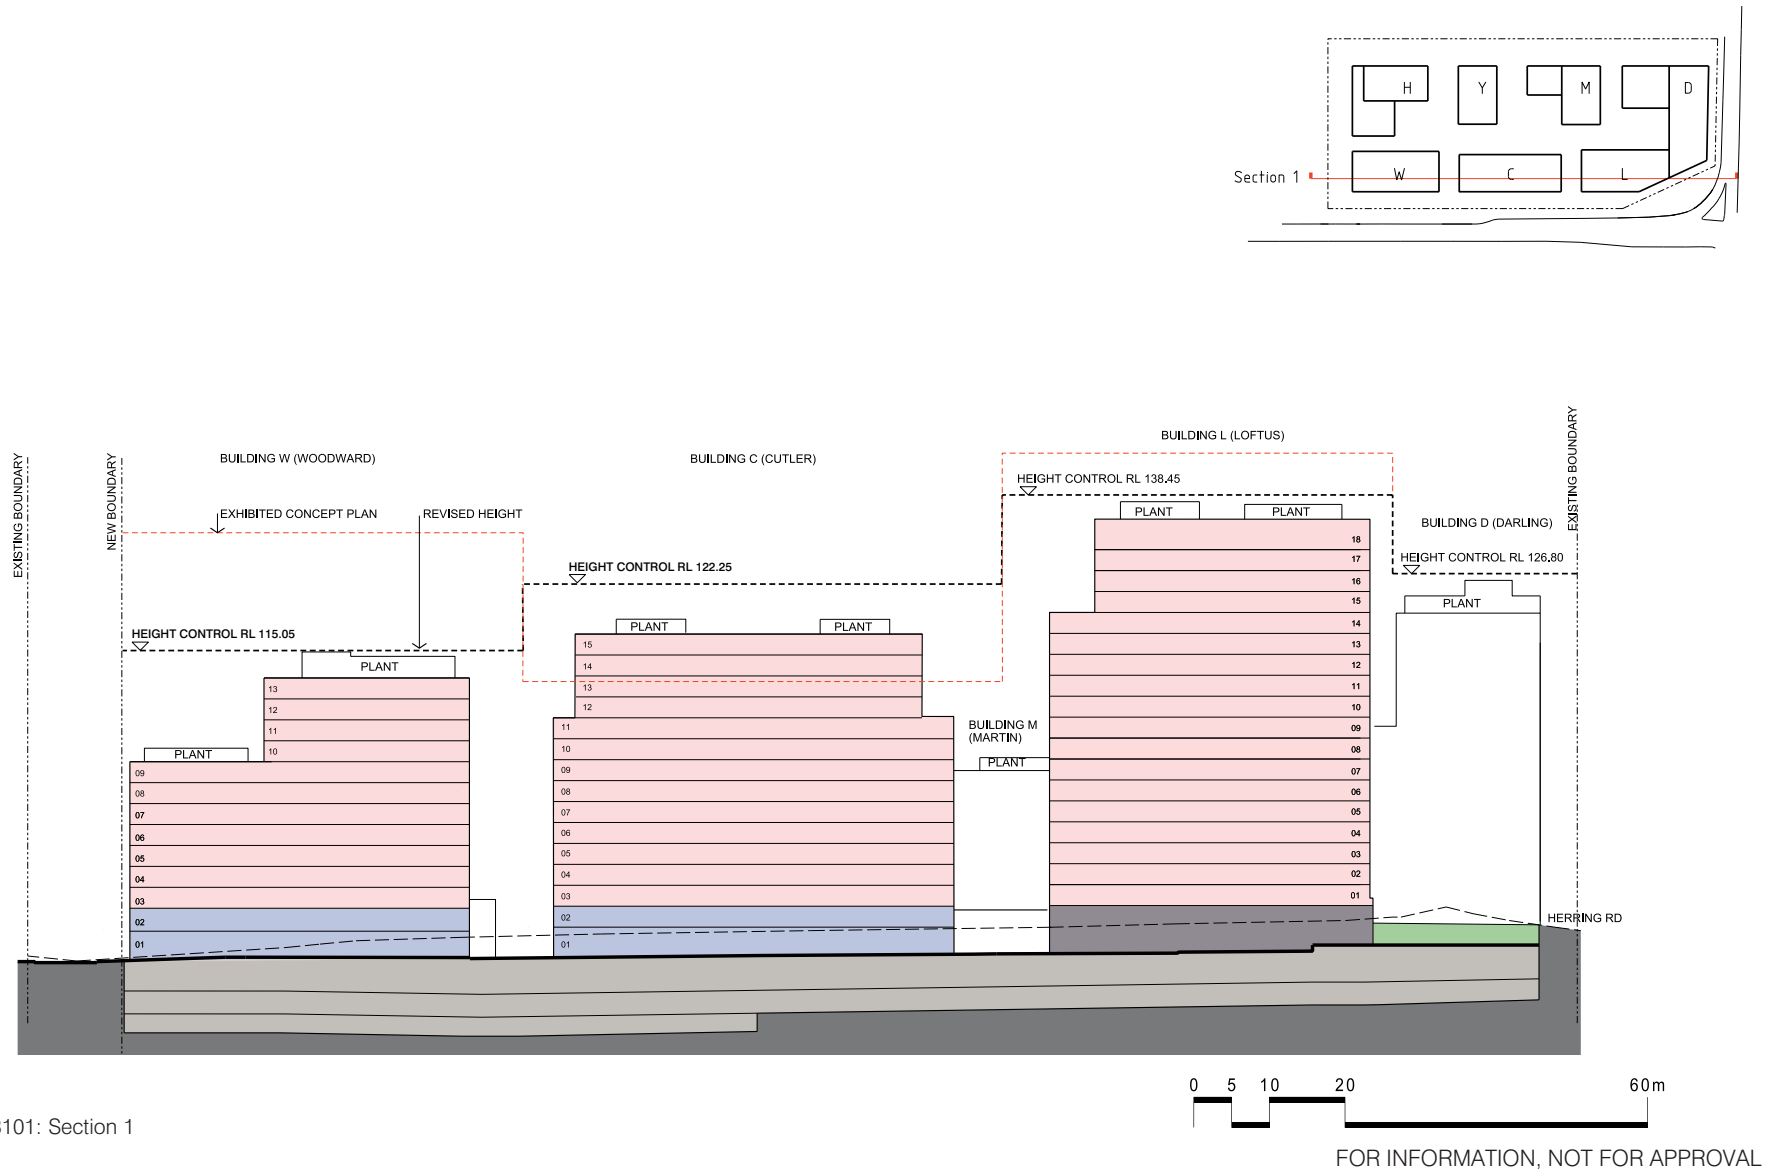 H
Y
M
D
Section 1
W
C
L
EXISTING BOUNDARY
NEW BOUNDARY
BUILDING W (WOODWARD)
BUILDING C (CUTLER)
BUILDING L (LOFTUS)
EXISTING BOUNDARY
HEIGHT CONTROL RL 138.45
EXHIBITED CONCEPT PLAN
REVISED HEIGHT
PLANT
PLANT
BUILDING D (DARLING)
HEIGHT CONTROL RL 126.80
HEIGHT CONTROL RL 122.25
PLANT
HEIGHT CONTROL RL 115.05
PLANT
PLANT
PLANT
PLANT
BUILDING M
(MARTIN)
PLANT
13
12
11
10
09
08
07
06
05
04
03
02
01
15
14
13
12
11
10
09
08
07
06
05
04
03
02
01
18
17
16
15
14
13
12
11
10
09
08
07
06
05
04
03
02
01
HERRING RD
0 5 10 20 60m
101: Section 1
FOR INFORMATION, NOT FOR APPROVAL